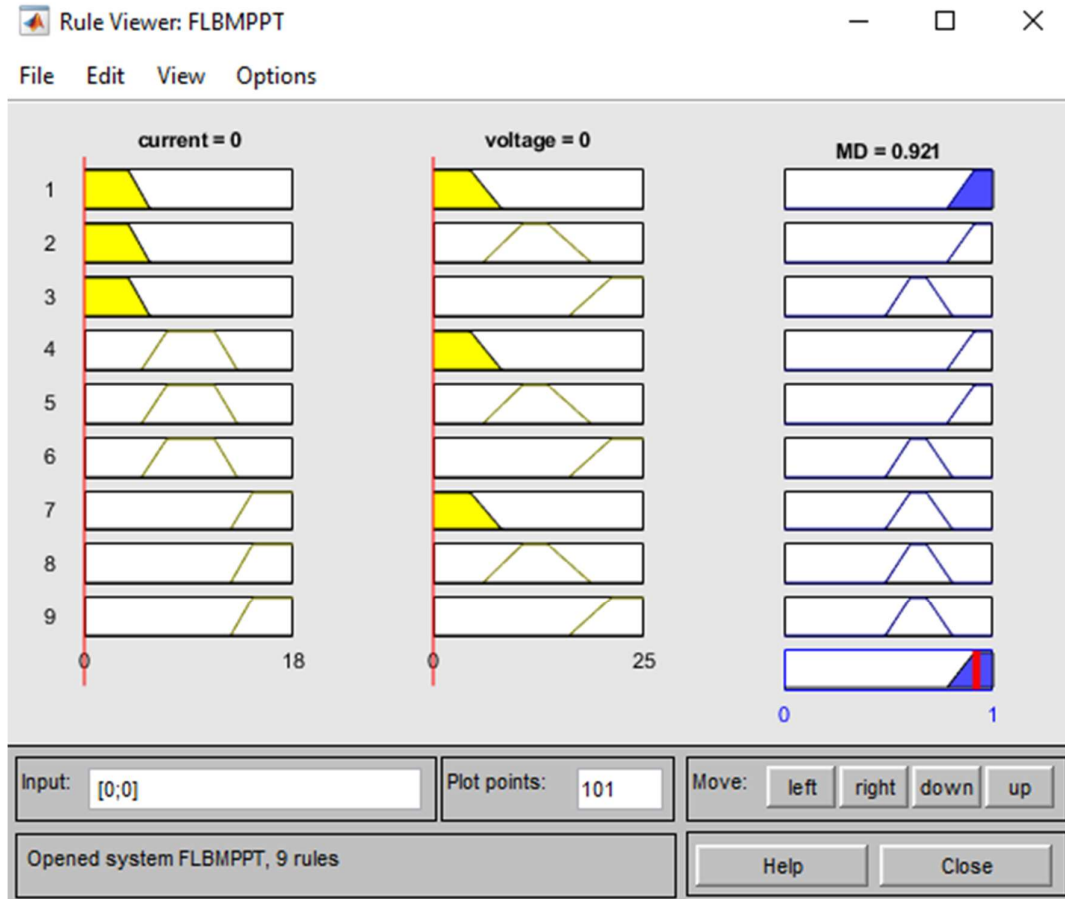 Rule Viewer: FLBMPPT
File Edit View Options
current = 0 voltage = 0 MD = 0.921
1
2
3
4
5
6
7
8
9
0 18 0 25
0 1
Input: [0;0] Plot points: 101 Move: left right down up
Opened system FLBMPPT, 9 rules Help Close